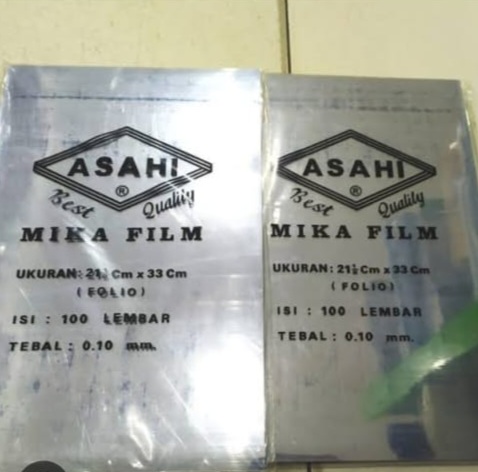 ASAHI
®
Best Quality
MIKA FILM
UKURAN: 21½ Cm x 33 Cm
( FOLIO )
ISI : 100 LEMBAR
TEBAL : 0.10 mm.
ASAHI
®
Best Quality
MIKA FILM
UKURAN: 21½ Cm x 33 Cm
( FOLIO )
ISI : 100 LEMBAR
TEBAL : 0.10 mm.